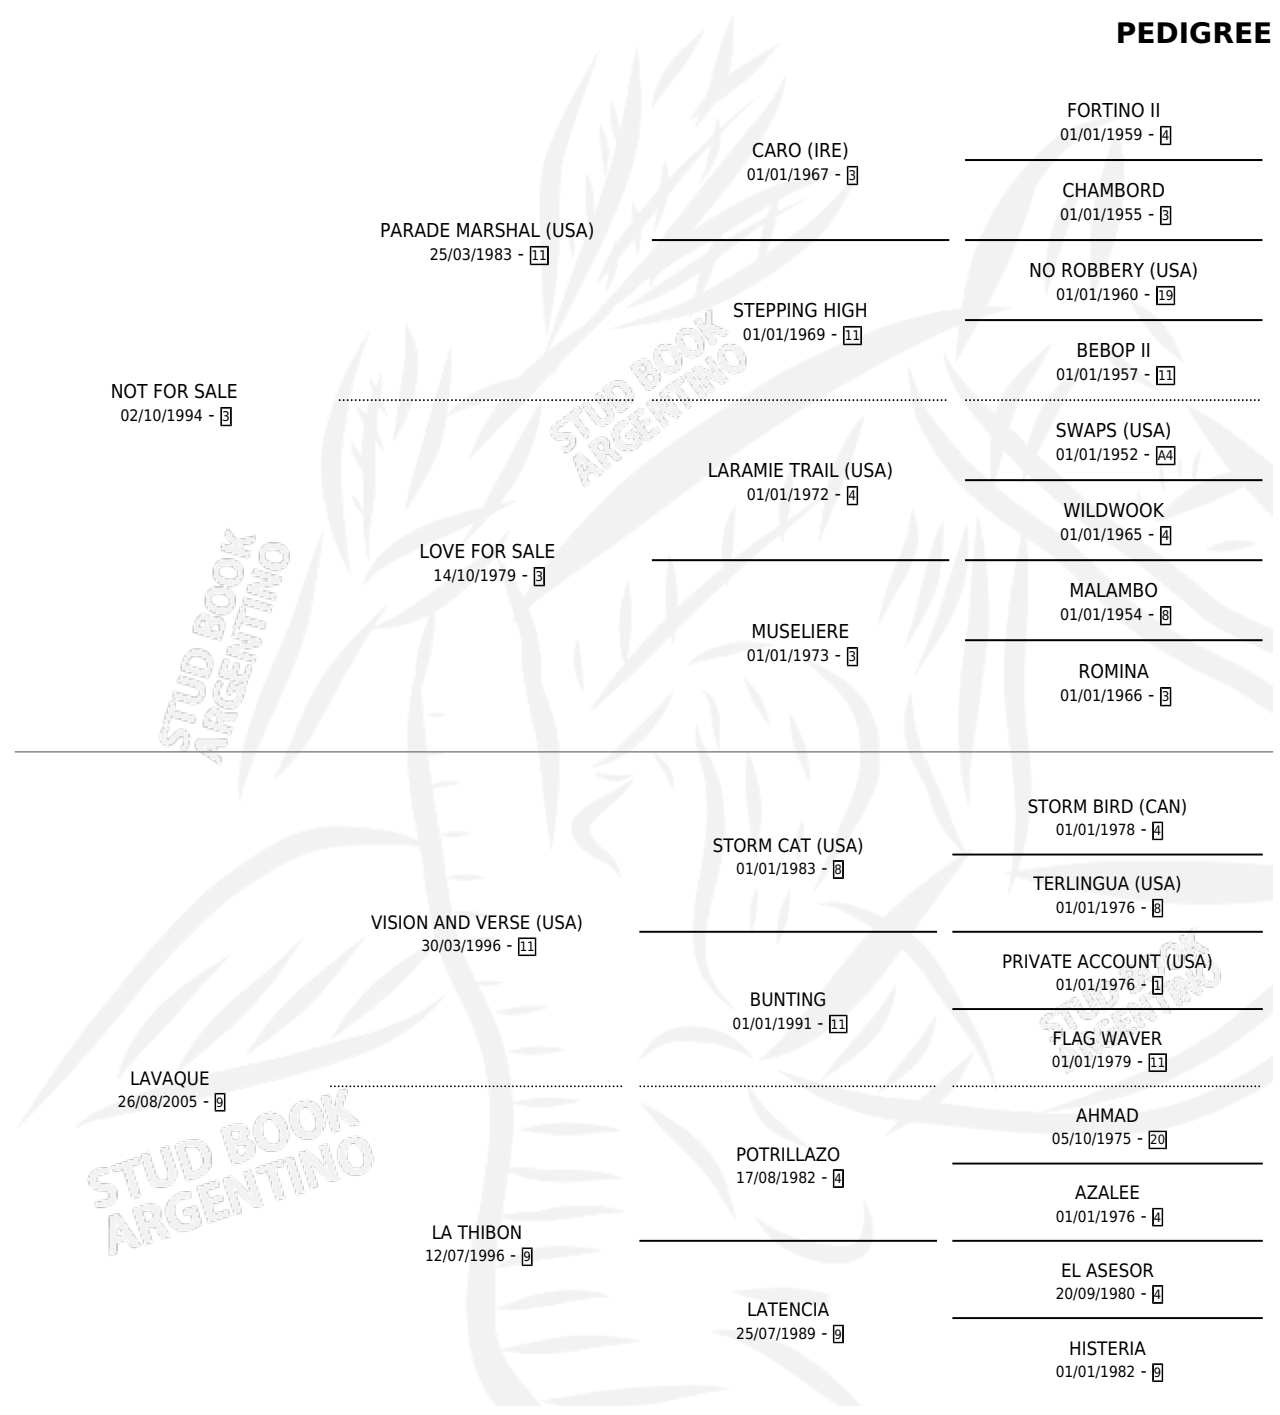 PEDIGREE
FORTINO II
01/01/1959 - 4
CARO (IRE)
01/01/1967 - 3
CHAMBORD
01/01/1955 - 3
PARADE MARSHAL (USA)
25/03/1983 - 11
NO ROBBERY (USA)
01/01/1960 - 19
STEPPING HIGH
01/01/1969 - 11
BEBOP II
01/01/1957 - 11
NOT FOR SALE
02/10/1994 - 3
SWAPS (USA)
01/01/1952 - A4
LARAMIE TRAIL (USA)
01/01/1972 - 4
WILDWOOK
01/01/1965 - 4
LOVE FOR SALE
14/10/1979 - 3
MALAMBO
01/01/1954 - 8
MUSELIERE
01/01/1973 - 3
ROMINA
01/01/1966 - 3
STORM BIRD (CAN)
01/01/1978 - 4
STORM CAT (USA)
01/01/1983 - 8
TERLINGUA (USA)
01/01/1976 - 8
VISION AND VERSE (USA)
30/03/1996 - 11
PRIVATE ACCOUNT (USA)
01/01/1976 - 1
BUNTING
01/01/1991 - 11
FLAG WAVER
01/01/1979 - 11
LAVAQUE
26/08/2005 - 9
AHMAD
05/10/1975 - 20
POTRILLAZO
17/08/1982 - 4
AZALEE
01/01/1976 - 4
LA THIBON
12/07/1996 - 9
EL ASESOR
20/09/1980 - 4
LATENCIA
25/07/1989 - 9
HISTERIA
01/01/1982 - 9
STUD BOOK
ARGENTINO
STUD BOOK
ARGENTINO
STUD BOOK
ARGENTINO
STUD BOOK
ARGENTINO